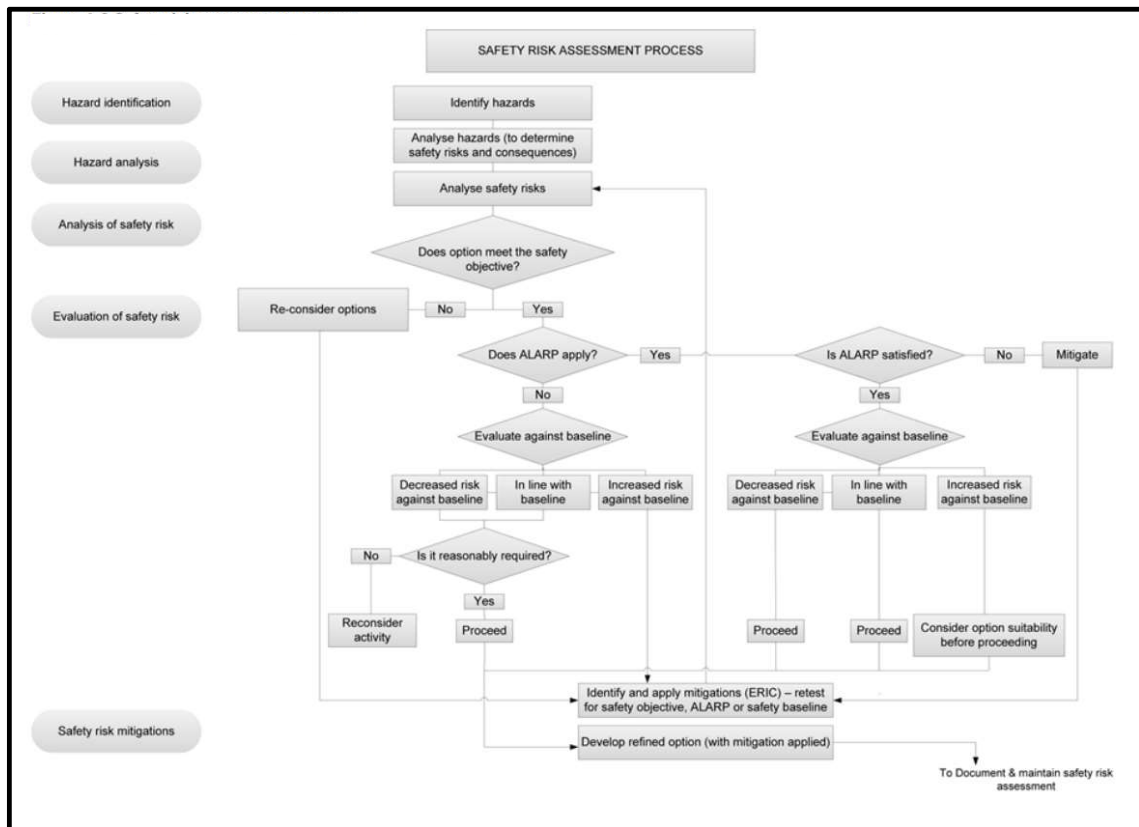 SAFETY RISK ASSESSMENT PROCESS
Hazard identification
Identify hazards
Hazard analysis
Analyse hazards (to determine
safety risks and consequences)
Analyse safety risks
Analysis of safety risk
Does option meet the safety
objective?
Evaluation of safety risk
Re-consider options
No
Yes
Does ALARP apply?
Yes
Is ALARP satisfied?
No
Mitigate
No
Yes
Evaluate against baseline
Evaluate against baseline
Decreased risk
against baseline
In line with
baseline
Increased risk
against baseline
Decreased risk
against baseline
In line with
baseline
Increased risk
against baseline
No
Is it reasonably required?
Yes
Reconsider
activity
Proceed
Proceed
Proceed
Consider option suitability
before proceeding
Identify and apply mitigations (ERIC) – retest
for safety objective, ALARP or safety baseline
Safety risk mitigations
Develop refined option (with mitigation applied)
To Document & maintain safety risk
assessment